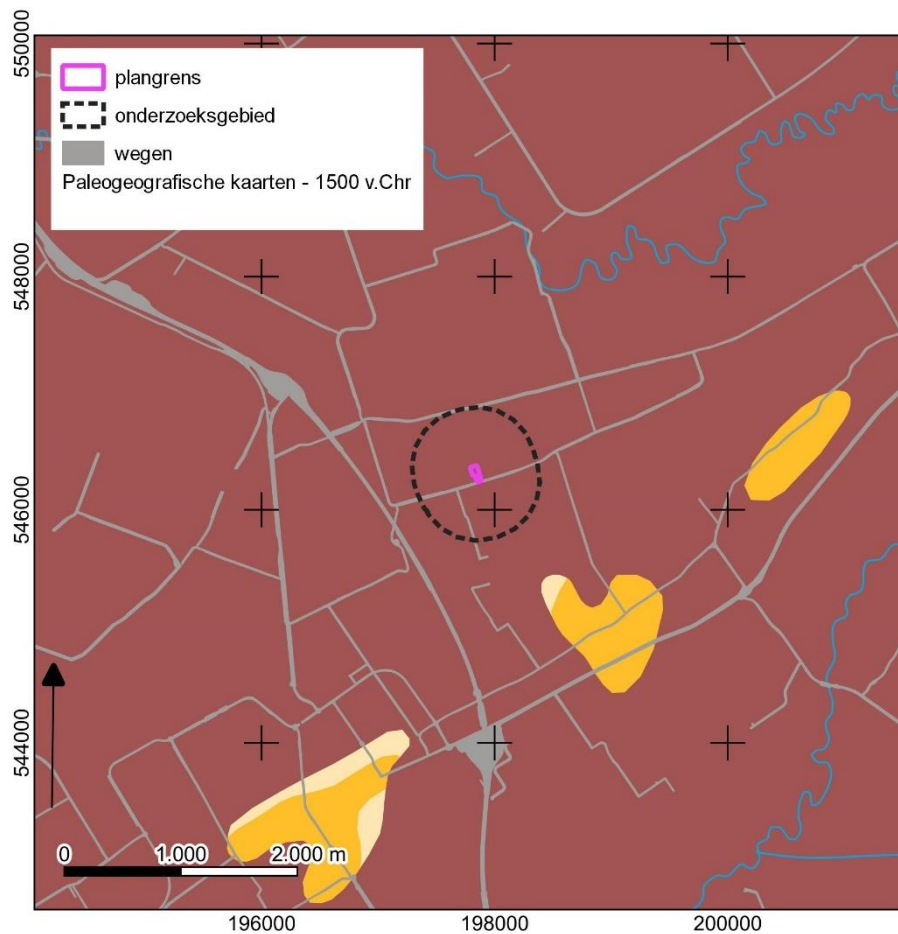 plangrens
onderzoeksgebied
wegen
Paleogeografische kaarten - 1500 v.Chr
550000
548000
546000
544000
0 1.000 2.000 m
196000 198000 200000